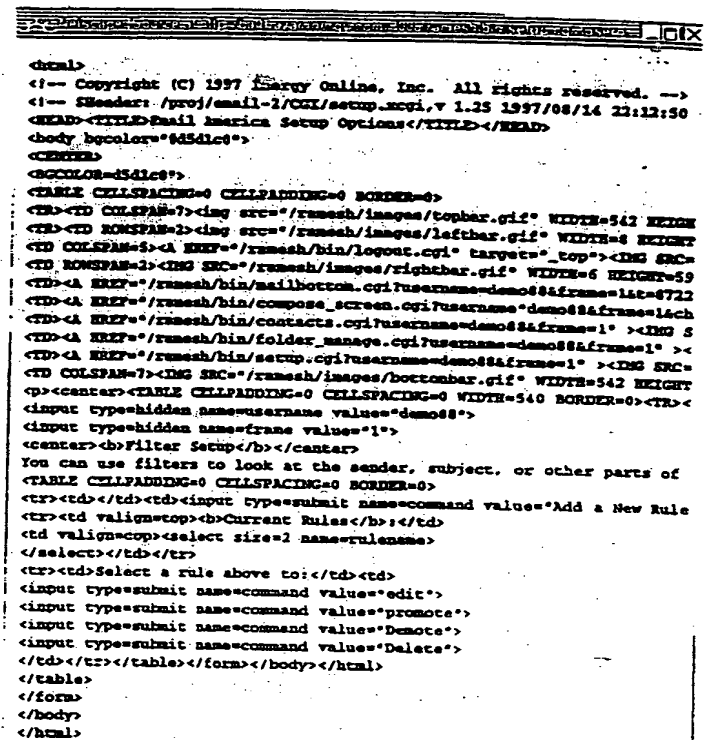 <html>
<!-- Copyright (C) 1997 Energy Online, Inc.  All rights reserved. -->
<!-- $Header: /proj/email-2/CGI/setup.xcgi,v 1.25 1997/08/14 22:12:50
<HEAD><TITLE>Email America Setup Options</TITLE></HEAD>
<body bgcolor="#d5d1c0">
<CENTER>
<BGCOLOR=d5d1c0">
<TABLE CELLSPACING=0 CELLPADDING=0 BORDER=0>
<TR><TD COLSPAN=7><img src="/ramesh/images/topbar.gif" WIDTH=542 HEIGH
<TR><TD ROWSPAN=2><img src="/ramesh/images/leftbar.gif" WIDTH=8 HEIGHT
<TD COLSPAN=5><A HREF="/ramesh/bin/logout.cgi" target="_top"><IMG SRC=
<TD ROWSPAN=2><IMG SRC="/ramesh/images/rightbar.gif" WIDTH=6 HEIGHT=59
<TD><A HREF="/ramesh/bin/mailbottom.cgi?username=demo88&frame=1&t=8722
<TD><A HREF="/ramesh/bin/compose_screen.cgi?username=demo88&frame=1&ch
<TD><A HREF="/ramesh/bin/contacts.cgi?username=demo88&frame=1" ><IMG S
<TD><A HREF="/ramesh/bin/folder_manage.cgi?username=demo88&frame=1" ><
<TD><A HREF="/ramesh/bin/setup.cgi?username=demo88&frame=1" ><IMG SRC=
<TD COLSPAN=7><IMG SRC="/ramesh/images/bottombar.gif" WIDTH=542 HEIGHT
<p><center><TABLE CELLPADDING=0 CELLSPACING=0 WIDTH=540 BORDER=0><TR><
<input type=hidden name=username value="demo88">
<input type=hidden name=frame value="1">
<center><b>Filter Setup</b></center>
You can use filters to look at the sender, subject, or other parts of
<TABLE CELLPADDING=0 CELLSPACING=0 BORDER=0>
<tr><td></td><td><input type=submit name=command value="Add a New Rule
<tr><td valign=top><b>Current Rules</b>:</td>
<td valign=top><select size=2 name=rulename>
</select></td></tr>
<tr><td>Select a rule above to:</td><td>
<input type=submit name=command value="edit">
<input type=submit name=command value="promote">
<input type=submit name=command value="Demote">
<input type=submit name=command value="Delete">
</td></tr></table></form></body></html>
</table>
</form>
</body>
</html>